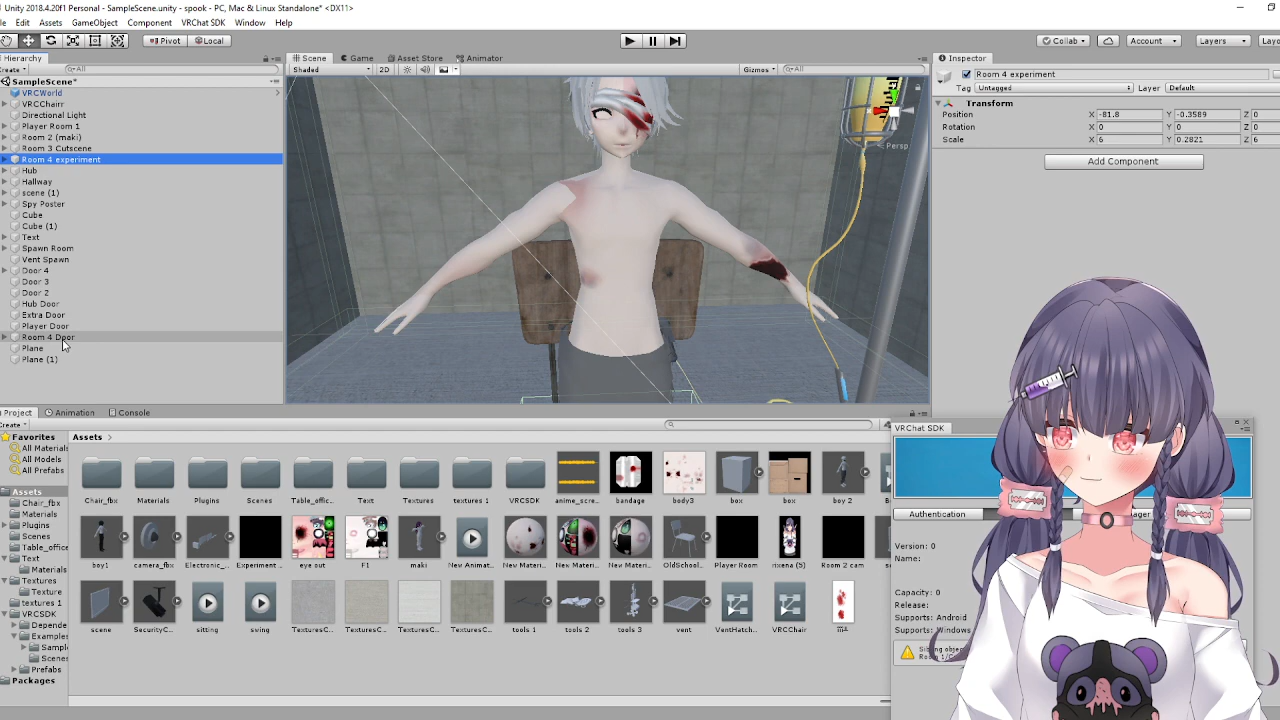 Unity 2018.4.20f1 Personal - SampleScene.unity - spook - PC, Mac & Linux Standalone* <DX11>
Edit Assets GameObject Component VRChat SDK Window Help
Pivot Local Collab Account Layers
Hierarchy Scene Game Asset Store Animator Inspector
All Shaded 2D Gizmos All
SampleScene*
VRCWorld
VRCChairr
Directional Light
Player Room 1
Room 2 (maki)
Room 3 Cutscene
Room 4 experiment
Hub
Hallway
scene (1)
Spy Poster
Cube
Cube (1)
Text
Spawn Room
Vent Spawn
Door 4
Door 3
Door 2
Hub Door
Extra Door
Player Door
Room 4 Door
Plane
Plane (1)
Persp
Room 4 experiment
Tag Untagged Layer Default
Transform
Position X -81.8 Y -0.3589 Z 0
Rotation X 0 Y 0 Z 0
Scale X 6 Y 0.2821 Z 6
Add Component
Project Animation Console
Favorites
All Materials
All Models
All Prefabs
Assets
Chair_fbx
Materials
Plugins
Scenes
Table_office
Text
Materials
Textures
Texture
textures 1
VRCSDK
Depende
Examples
Sampl
Scenes
Prefabs
Packages
Assets
Chair_fbx Materials Plugins Scenes Table_offic... Text Textures textures 1 VRCSDK anime_scre... bandage body3 box box boy 2
boy1 camera_fbx Electronic_... Experiment eye out F1 maki New Animat... New Materi... New Materi... New Materi... OldSchool... Player Room rixena (5) Room 2 cam
scene SecurityC... sitting swing TexturesC... TexturesC... TexturesC... TexturesC... tools 1 tools 2 tools 3 vent VentHatch... VRCChair
VRChat SDK
Authentication
Version: 0
Name:
Capacity: 0
Release:
Supports: Android
Supports: Windows